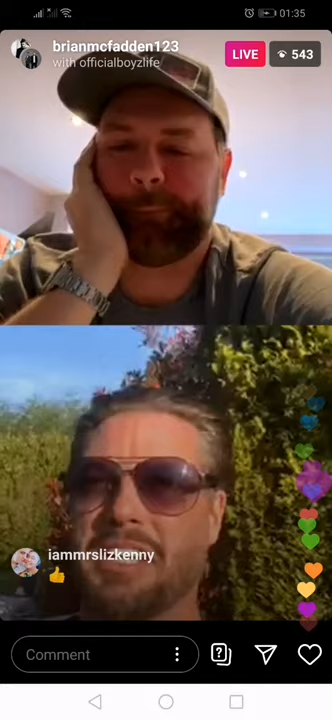 01:35
brianmcfadden123
with officialboyzlife
LIVE
543
iammrslizkenny
👍
Comment